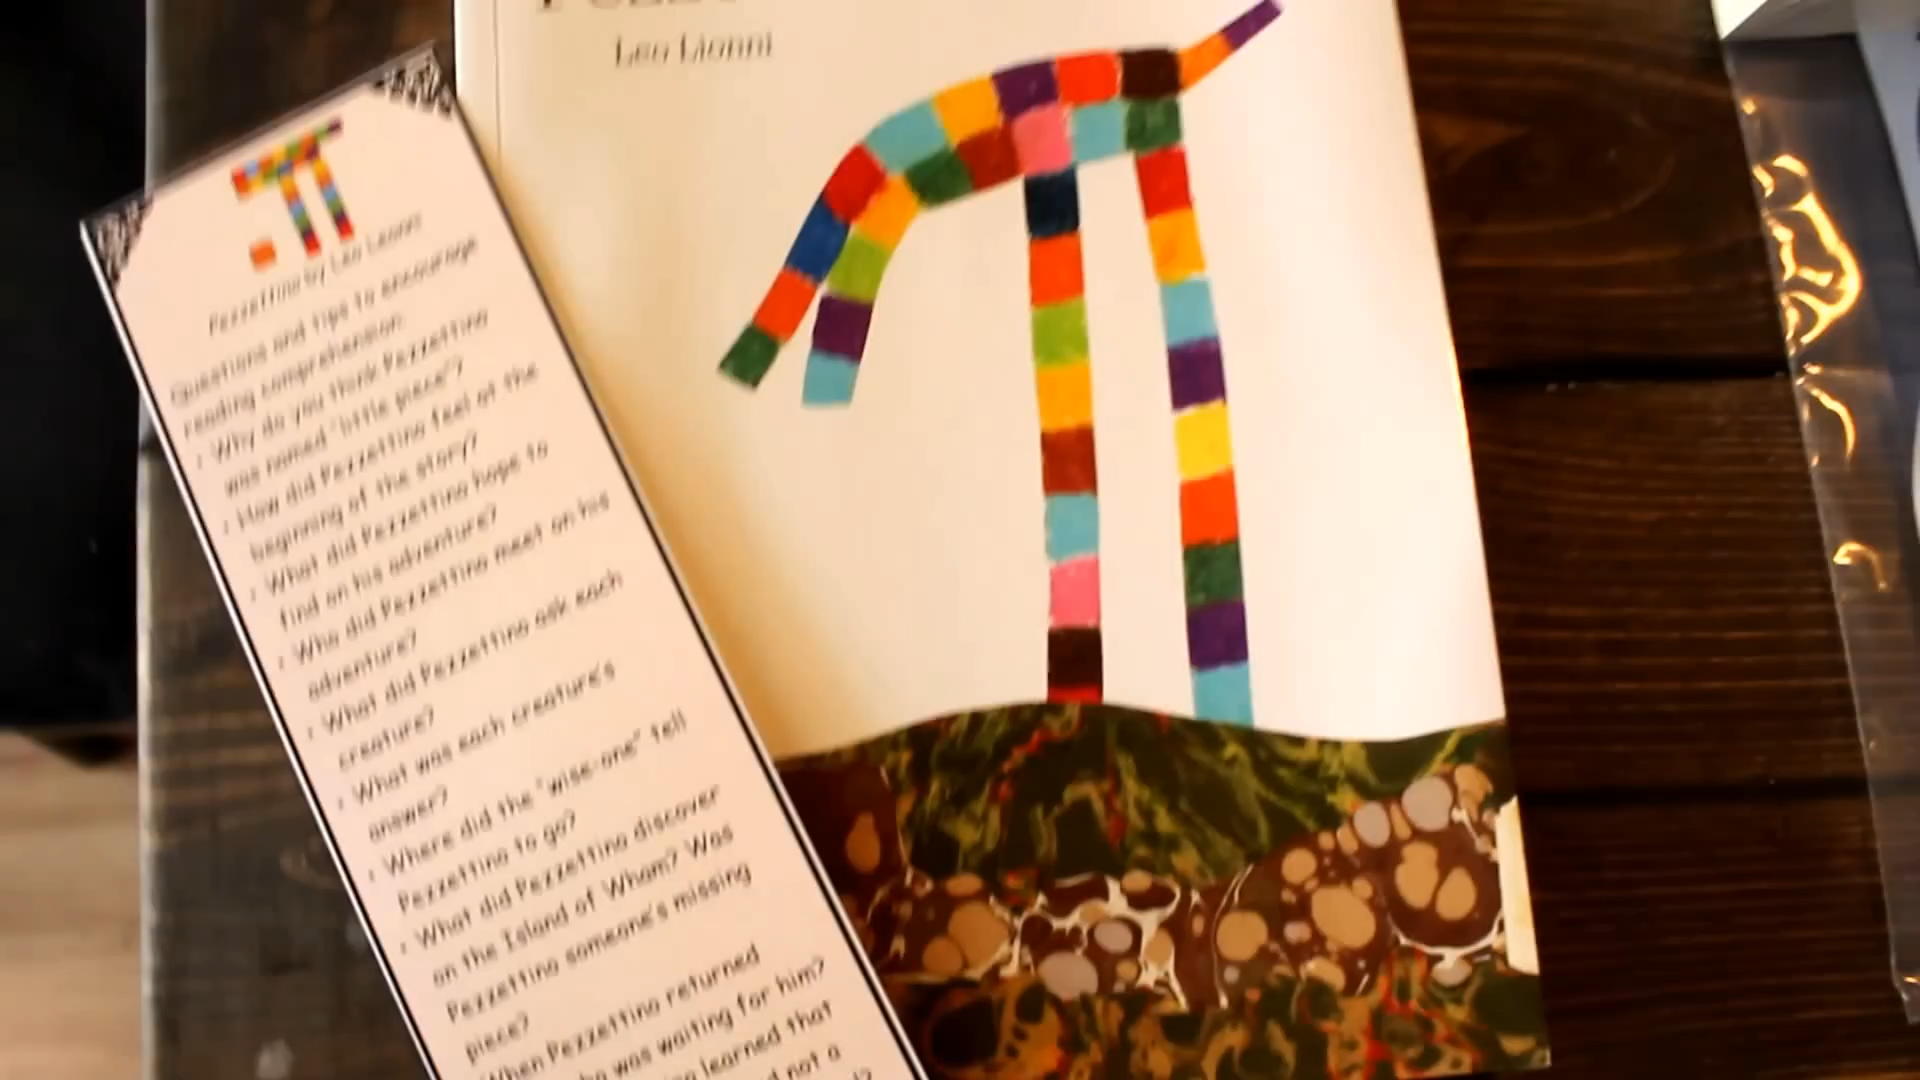 Leo Lionni
Pezzettino by Leo Leonni
Questions and tips to encourage
reading comprehension:
• Why do you think Pezzettino
was named "little piece"?
• How did Pezzettino feel at the
beginning of the story?
• What did Pezzettino hope to
find on his adventure?
• Who did Pezzettino meet on his
adventure?
• What did Pezzettino ask each
creature?
• What was each creature's
answer?
• Where did the "wise-one" tell
Pezzettino to go?
• What did Pezzettino discover
on the Island of Wham? Was
Pezzettino someone's missing
piece?
When Pezzettino returned
was waiting for him?
learned that
not a